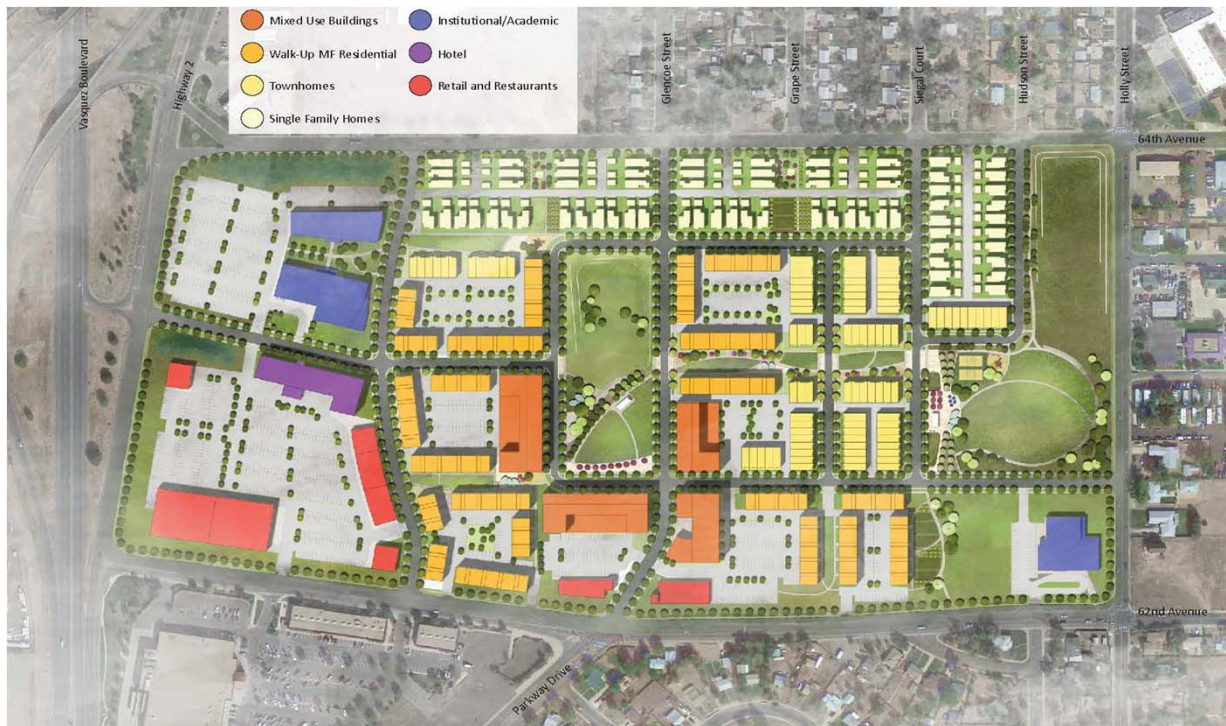 Mixed Use Buildings
Walk-Up MF Residential
Townhomes
Single Family Homes
Institutional/Academic
Hotel
Retail and Restaurants
Vasquez Boulevard
Highway 2
Glencoe Street
Grape Street
Siegal Court
Hudson Street
Holly Street
64th Avenue
62nd Avenue
Parkway Drive